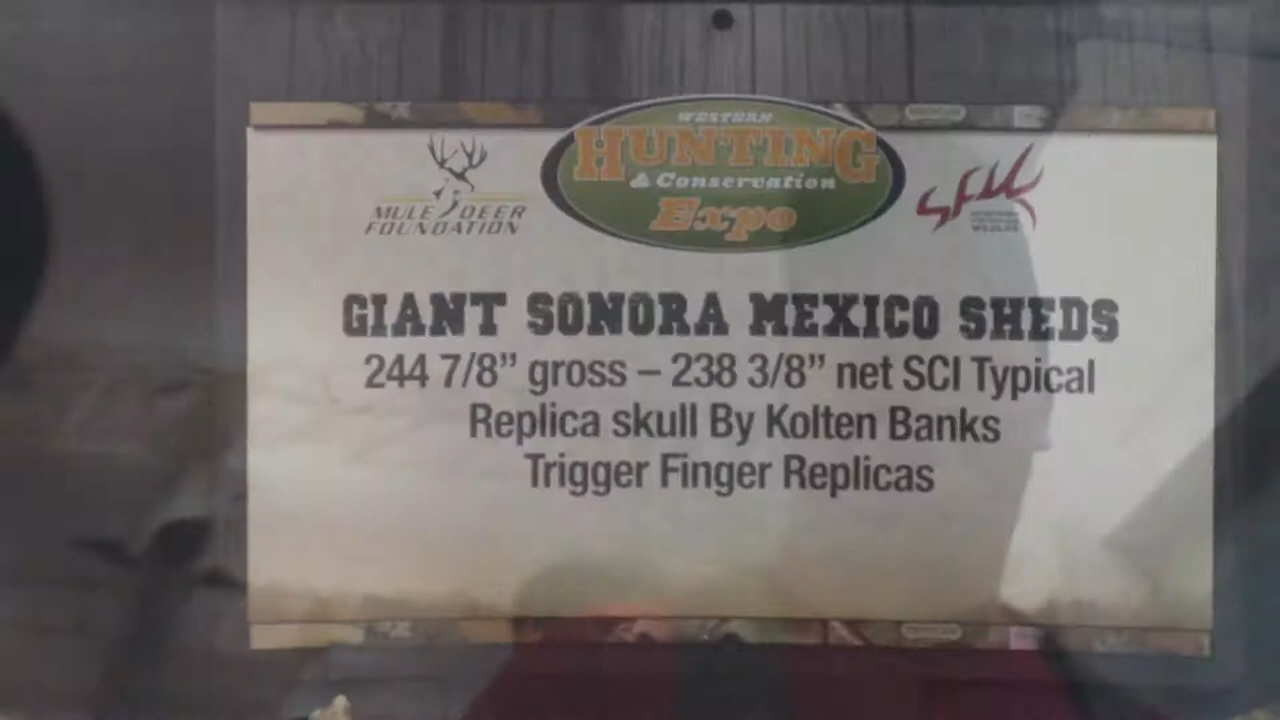 WESTERN
HUNTING
& Conservation
Expo
MULE DEER
FOUNDATION
SFW
GIANT SONORA MEXICO SHEDS
244 7/8” gross – 238 3/8” net SCI Typical
Replica skull By Kolten Banks
Trigger Finger Replicas